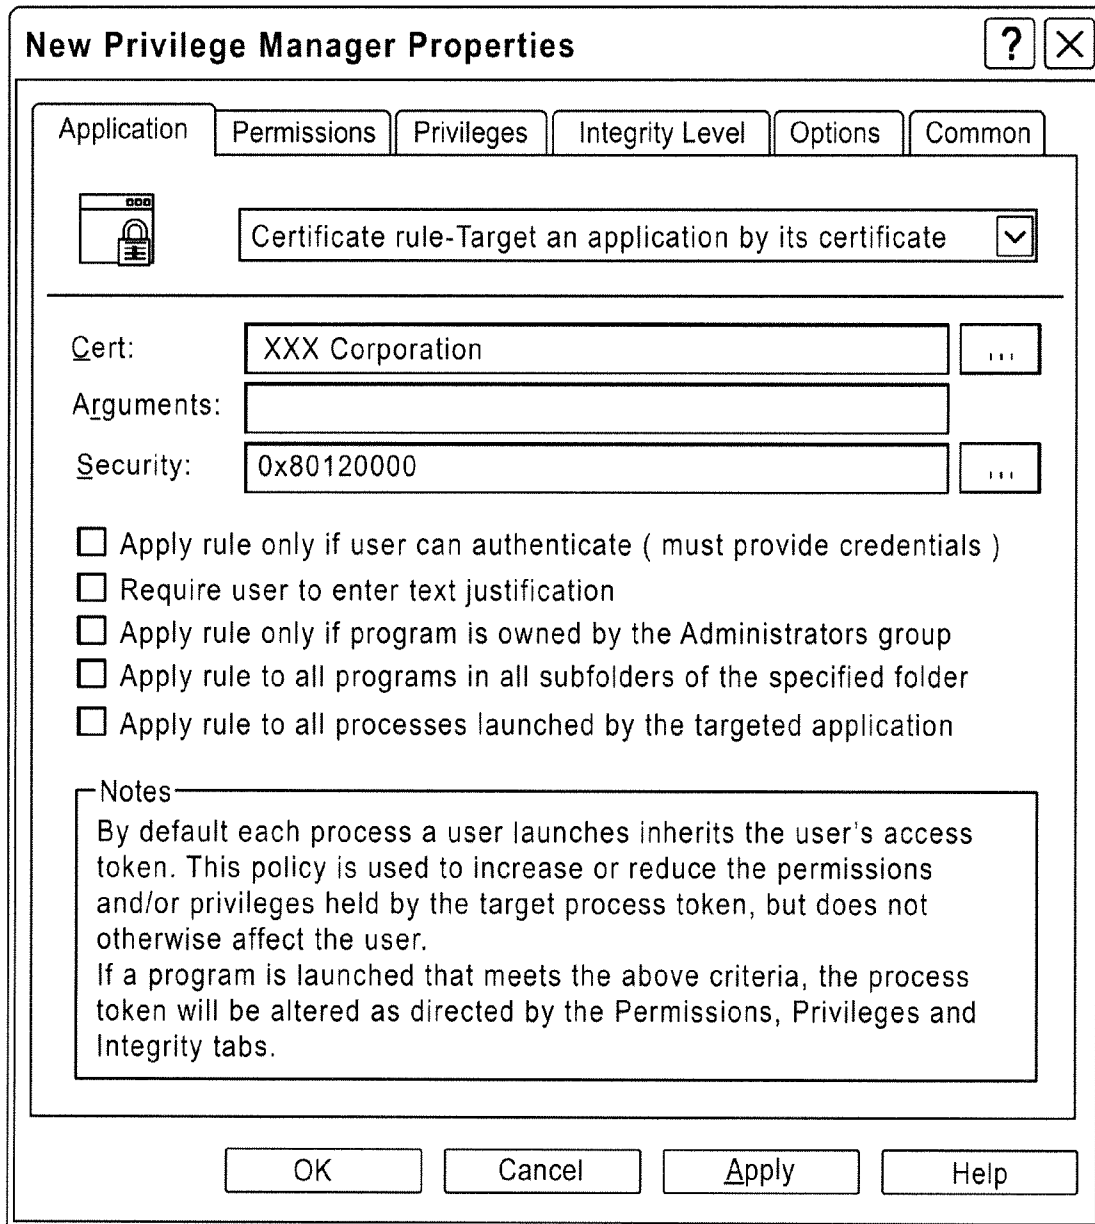 New Privilege Manager Properties ? X
Application Permissions Privileges Integrity Level Options Common
Certificate rule-Target an application by its certificate
Cert: XXX Corporation ...
Arguments:
Security: 0x80120000 ...
Apply rule only if user can authenticate ( must provide credentials )
Require user to enter text justification
Apply rule only if program is owned by the Administrators group
Apply rule to all programs in all subfolders of the specified folder
Apply rule to all processes launched by the targeted application
Notes
By default each process a user launches inherits the user's access
token. This policy is used to increase or reduce the permissions
and/or privileges held by the target process token, but does not
otherwise affect the user.
If a program is launched that meets the above criteria, the process
token will be altered as directed by the Permissions, Privileges and
Integrity tabs.
OK Cancel Apply Help